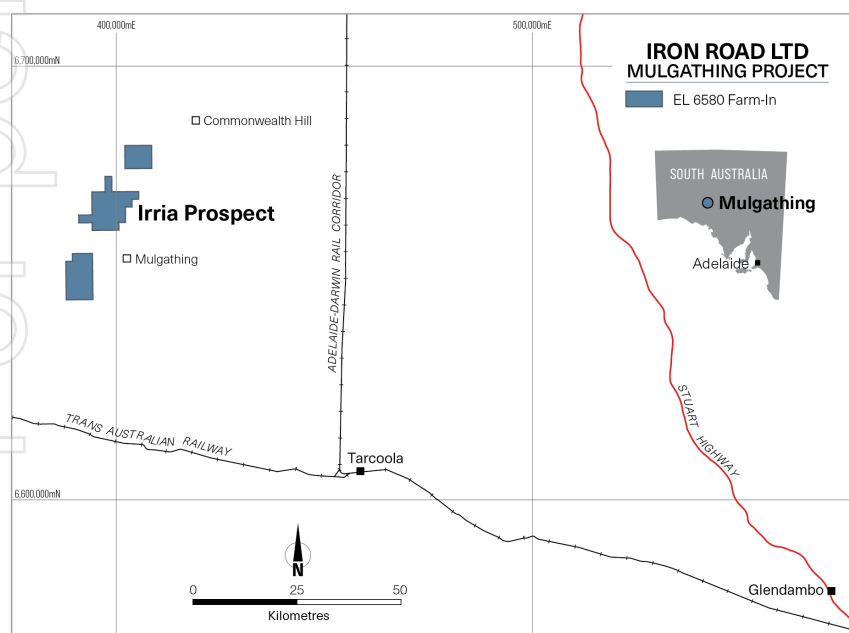 400,000mE
500,000mE
6,700,000mN
IRON ROAD LTD
MULGATHING PROJECT
EL 6580 Farm-In
Commonwealth Hill
SOUTH AUSTRALIA
Mulgathing
Adelaide
Irria Prospect
Mulgathing
ADELAIDE-DARWIN RAIL CORRIDOR
TRANS AUSTRALIAN RAILWAY
STUART HIGHWAY
Tarcoola
6,600,000mN
N
0 25 50
Kilometres
Glendambo